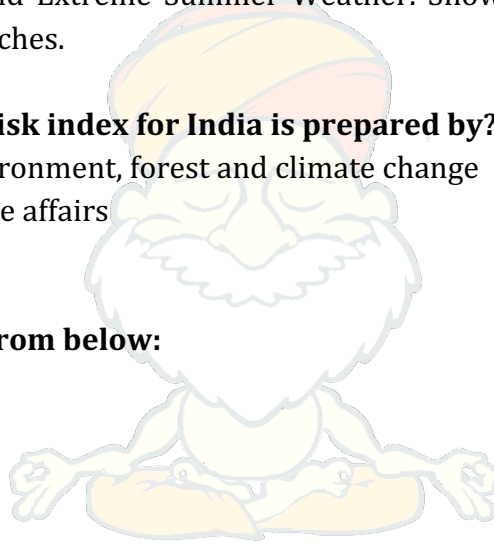 nd Extreme Summer Weather. Snow
ches.
isk index for India is prepared by?
ronment, forest and climate change
e affairs
rom below: